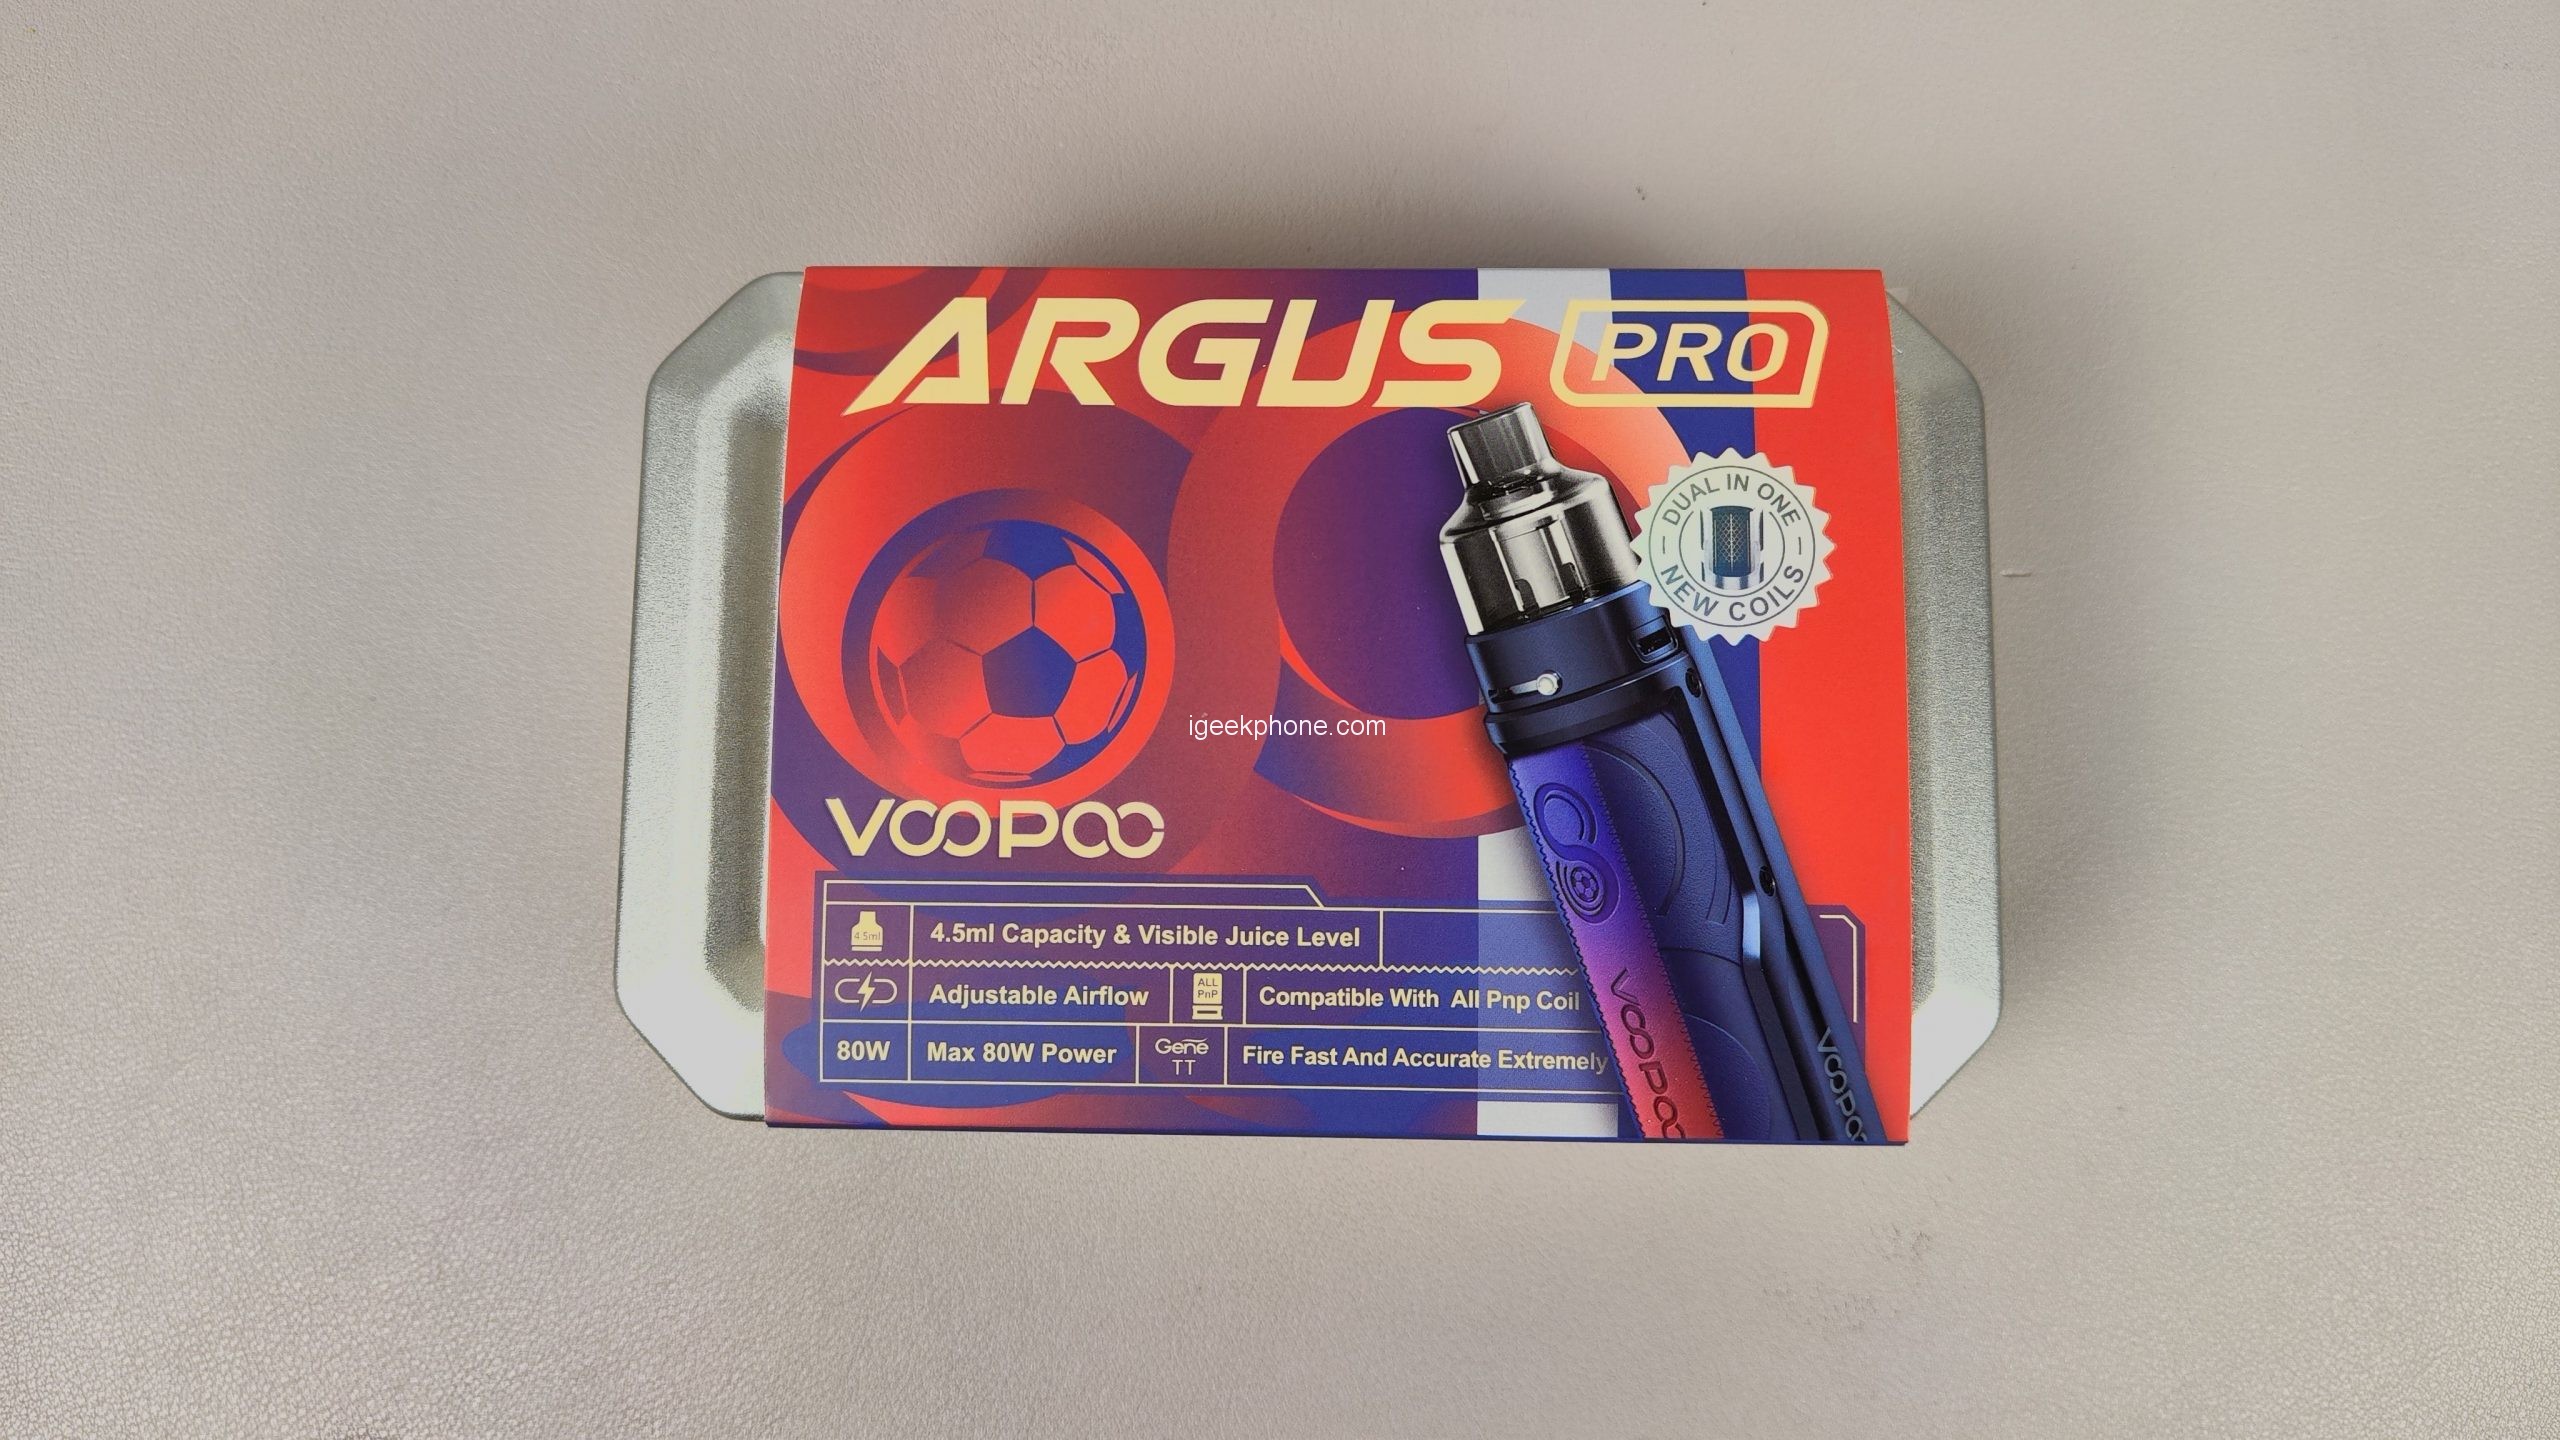 ARGUS PRO
DUAL IN ONE
NEW COILS
igeekphone.com
VOOPOO
4.5ml
4.5ml Capacity & Visible Juice Level
Adjustable Airflow
ALL
PnP
Compatible With All Pnp Coil
80W
Max 80W Power
Gene
TT
Fire Fast And Accurate Extremely
VOOPOO
VOOPOO